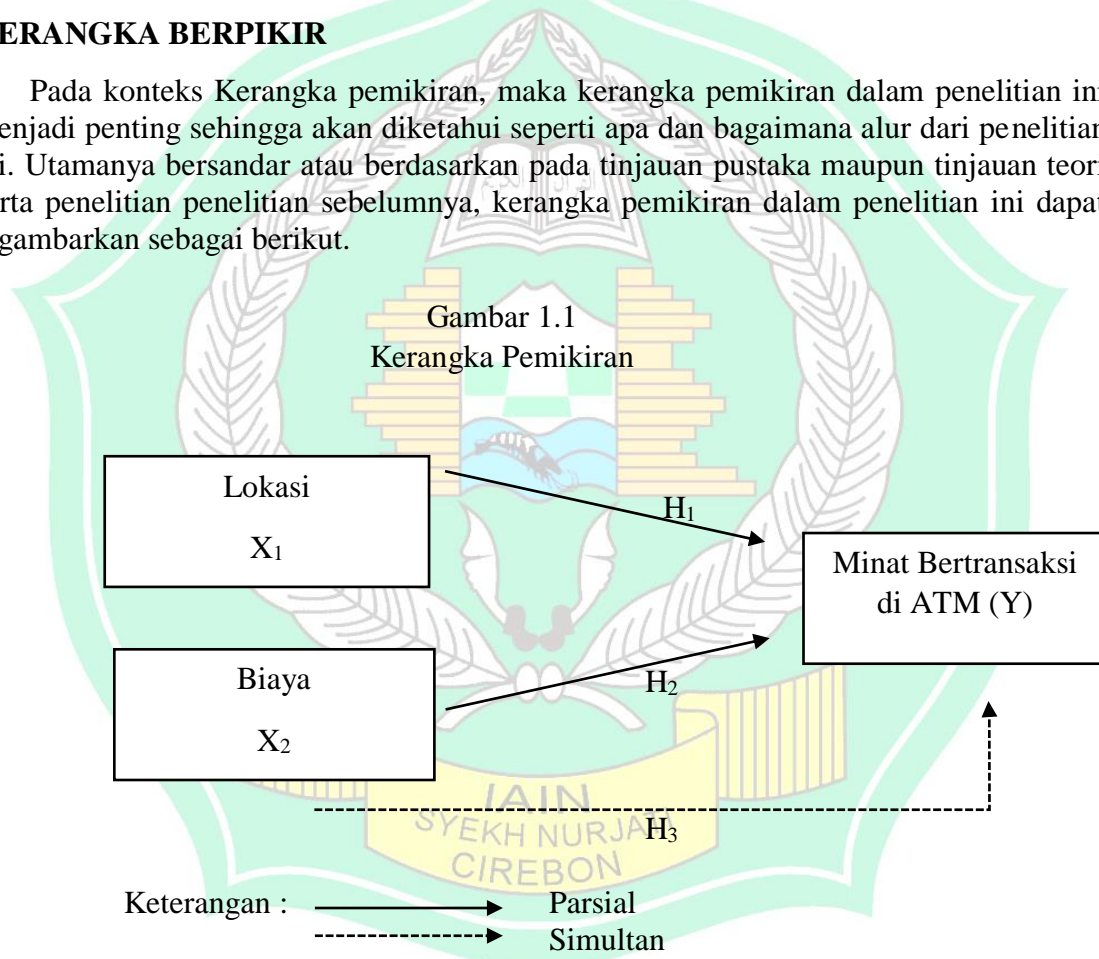 ERANGKA BERPIKIR
Pada konteks Kerangka pemikiran, maka kerangka pemikiran dalam penelitian ini
enjadi penting sehingga akan diketahui seperti apa dan bagaimana alur dari penelitian
i. Utamanya bersandar atau berdasarkan pada tinjauan pustaka maupun tinjauan teori
rta penelitian penelitian sebelumnya, kerangka pemikiran dalam penelitian ini dapat
gambarkan sebagai berikut.
Gambar 1.1
Kerangka Pemikiran
Lokasi
X₁
H₁
Minat Bertransaksi
di ATM (Y)
Biaya
X₂
H₂
H₃
IAIN
SYEKH NURJATI
CIREBON
Keterangan :
Parsial
Simultan